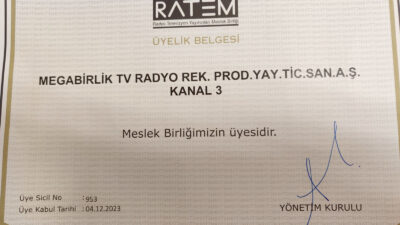 RATEM
Radyo Televizyon Yayıncıları Meslek Birliği
ÜYELİK BELGESİ
MEGABİRLİK TV RADYO REK. PROD.YAY.TİC.SAN.A.Ş.
KANAL 3
Meslek Birliğimizin üyesidir.
Üye Sicil No :953
Üye Kabul Tarihi :04.12.2023
YÖNETİM KURULU